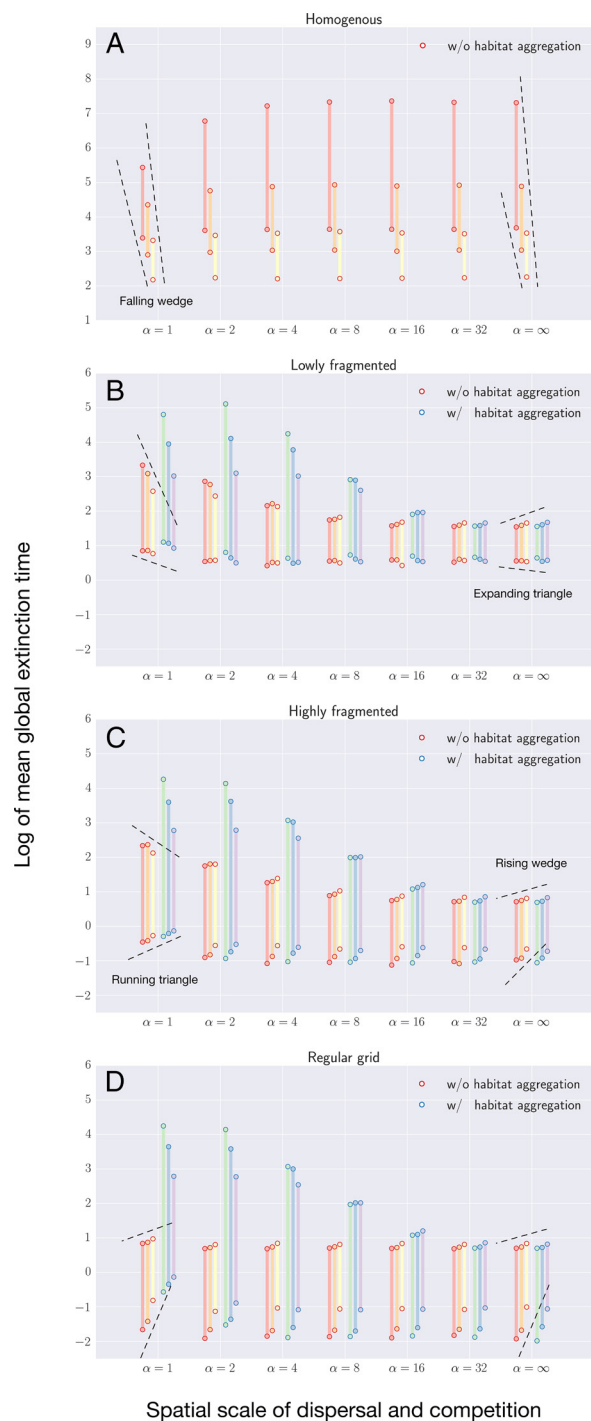 Homogenous
A
w/o habitat aggregation
9
8
7
6
5
4
3
2
1
Falling wedge
α = 1
α = 2
α = 4
α = 8
α = 16
α = 32
α = ∞
Lowly fragmented
B
w/o habitat aggregation
w/ habitat aggregation
6
5
4
3
2
1
0
−1
−2
Expanding triangle
α = 1
α = 2
α = 4
α = 8
α = 16
α = 32
α = ∞
Log of mean global extinction time
Highly fragmented
C
w/o habitat aggregation
w/ habitat aggregation
6
5
4
3
2
1
0
−1
−2
Rising wedge
Running triangle
α = 1
α = 2
α = 4
α = 8
α = 16
α = 32
α = ∞
Regular grid
D
w/o habitat aggregation
w/ habitat aggregation
6
5
4
3
2
1
0
−1
−2
α = 1
α = 2
α = 4
α = 8
α = 16
α = 32
α = ∞
Spatial scale of dispersal and competition